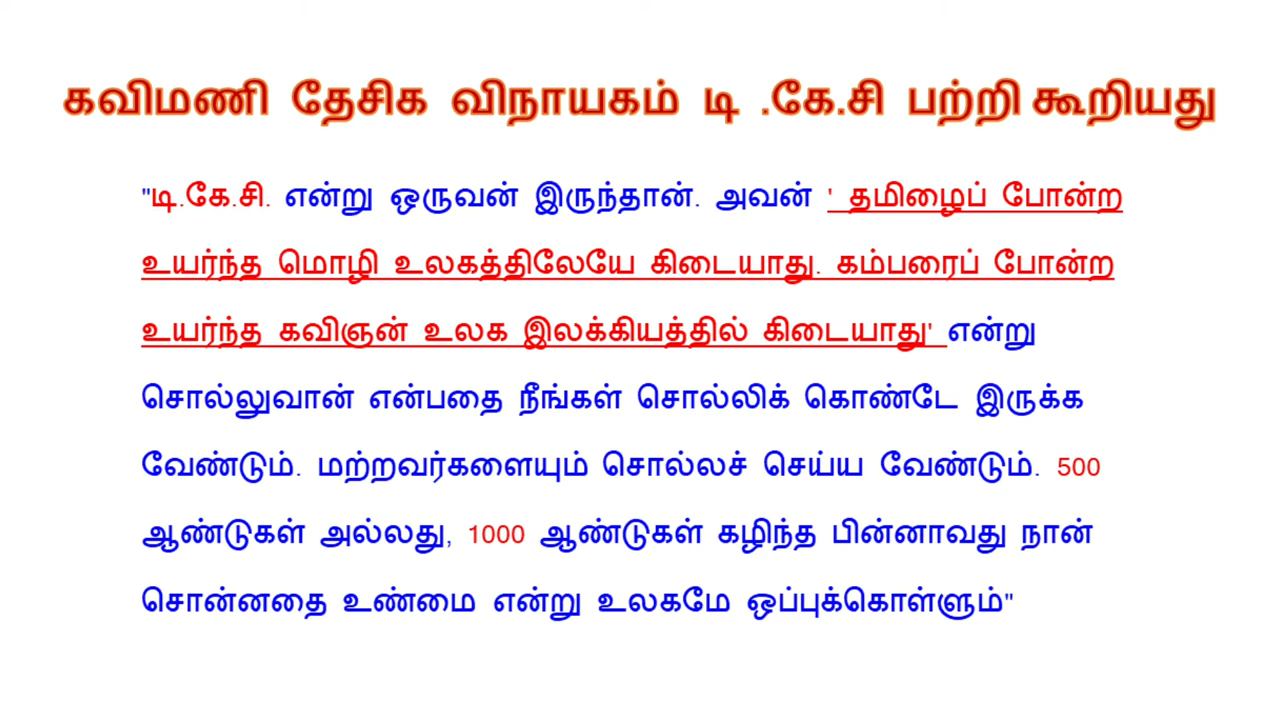 கவிமணி தேசிக விநாயகம் டி .கே.சி பற்றி கூறியது
"டி.கே.சி. என்று ஒருவன் இருந்தான். அவன் ' தமிழைப் போன்ற
உயர்ந்த மொழி உலகத்திலேயே கிடையாது. கம்பரைப் போன்ற
உயர்ந்த கவிஞன் உலக இலக்கியத்தில் கிடையாது' என்று
சொல்லுவான் என்பதை நீங்கள் சொல்லிக் கொண்டே இருக்க
வேண்டும். மற்றவர்களையும் சொல்லச் செய்ய வேண்டும். 500
ஆண்டுகள் அல்லது, 1000 ஆண்டுகள் கழிந்த பின்னாவது நான்
சொன்னதை உண்மை என்று உலகமே ஒப்புக்கொள்ளும்"